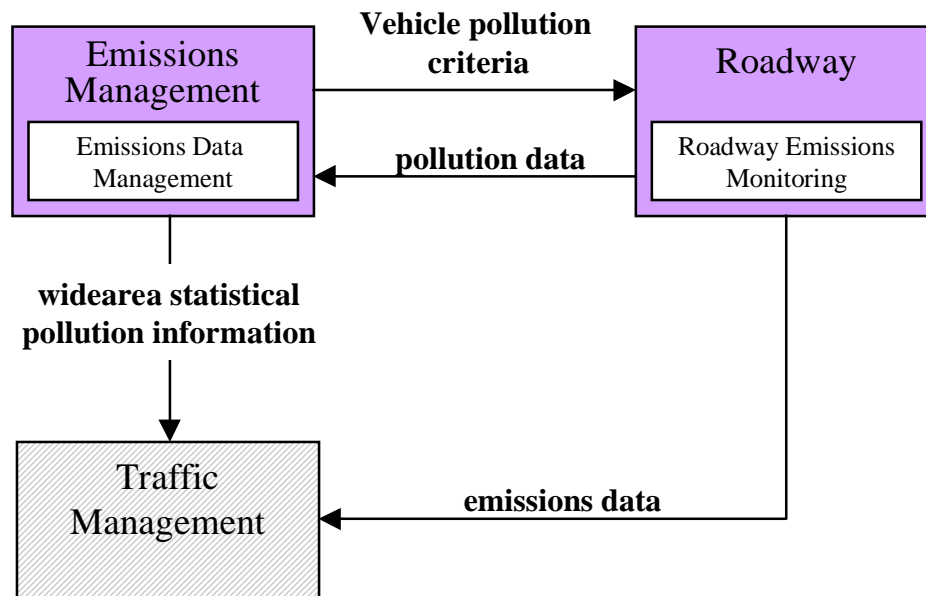 Emissions
Management
Emissions Data
Management
Vehicle pollution
criteria
Roadway
Roadway Emissions
Monitoring
pollution data
widearea statistical
pollution information
Traffic
Management
emissions data